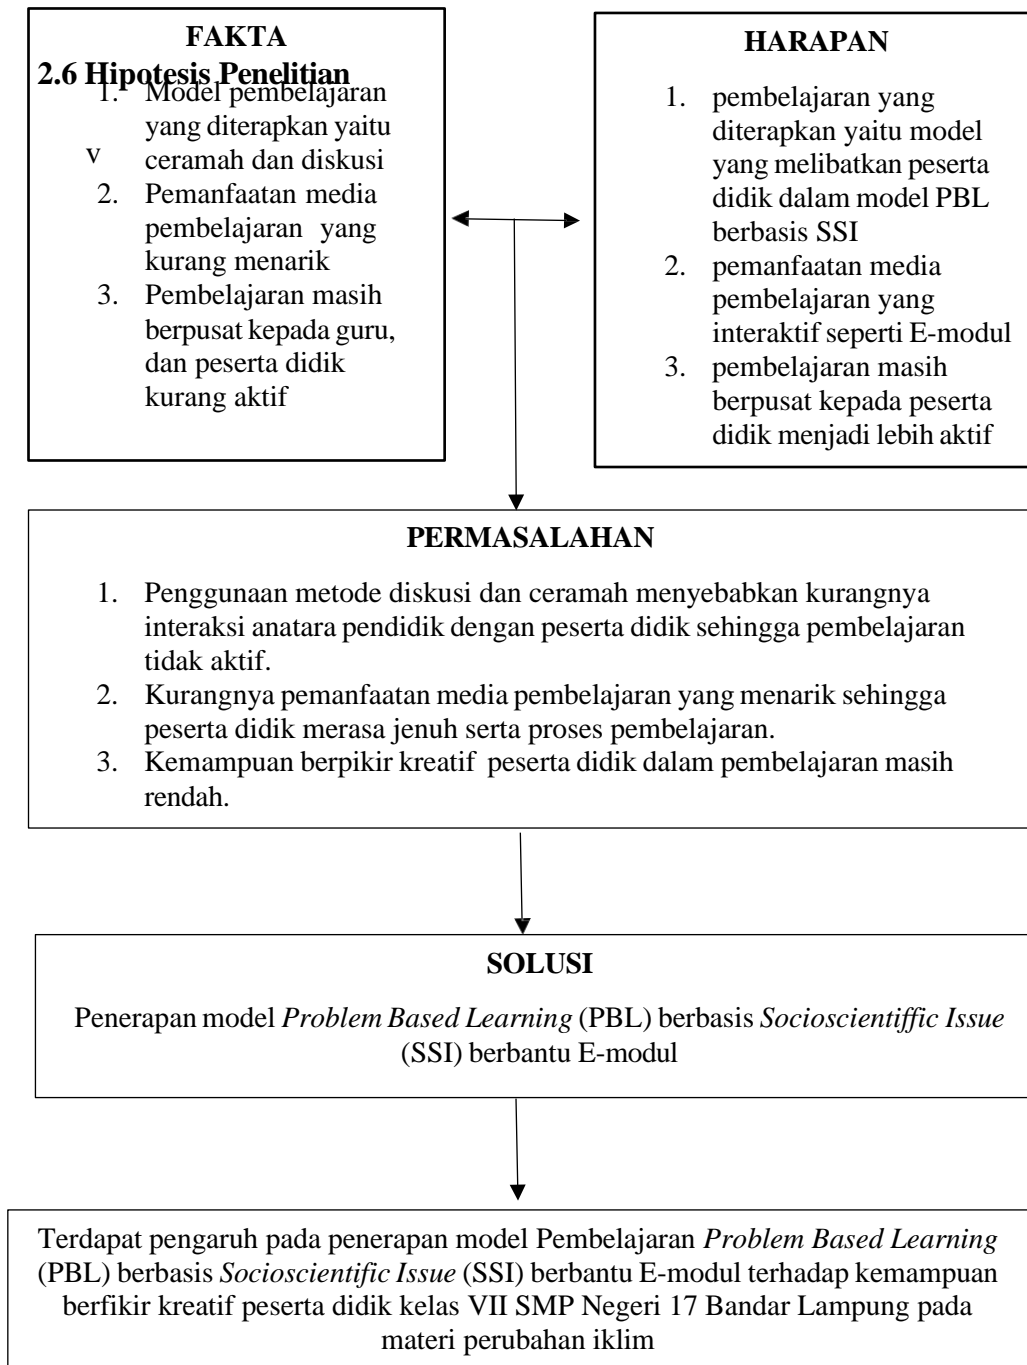 FAKTA
2.6 Hipotesis Penelitian
1. Model pembelajaran
yang diterapkan yaitu
v
ceramah dan diskusi
2. Pemanfaatan media
pembelajaran yang
kurang menarik
3. Pembelajaran masih
berpusat kepada guru,
dan peserta didik
kurang aktif
HARAPAN
1. pembelajaran yang
diterapkan yaitu model
yang melibatkan peserta
didik dalam model PBL
berbasis SSI
2. pemanfaatan media
pembelajaran yang
interaktif seperti E-modul
3. pembelajaran masih
berpusat kepada peserta
didik menjadi lebih aktif
PERMASALAHAN
1. Penggunaan metode diskusi dan ceramah menyebabkan kurangnya
interaksi anatara pendidik dengan peserta didik sehingga pembelajaran
tidak aktif.
2. Kurangnya pemanfaatan media pembelajaran yang menarik sehingga
peserta didik merasa jenuh serta proses pembelajaran.
3. Kemampuan berpikir kreatif peserta didik dalam pembelajaran masih
rendah.
SOLUSI
Penerapan model Problem Based Learning (PBL) berbasis Socioscientiffic Issue
(SSI) berbantu E-modul
Terdapat pengaruh pada penerapan model Pembelajaran Problem Based Learning
(PBL) berbasis Socioscientific Issue (SSI) berbantu E-modul terhadap kemampuan
berfikir kreatif peserta didik kelas VII SMP Negeri 17 Bandar Lampung pada
materi perubahan iklim